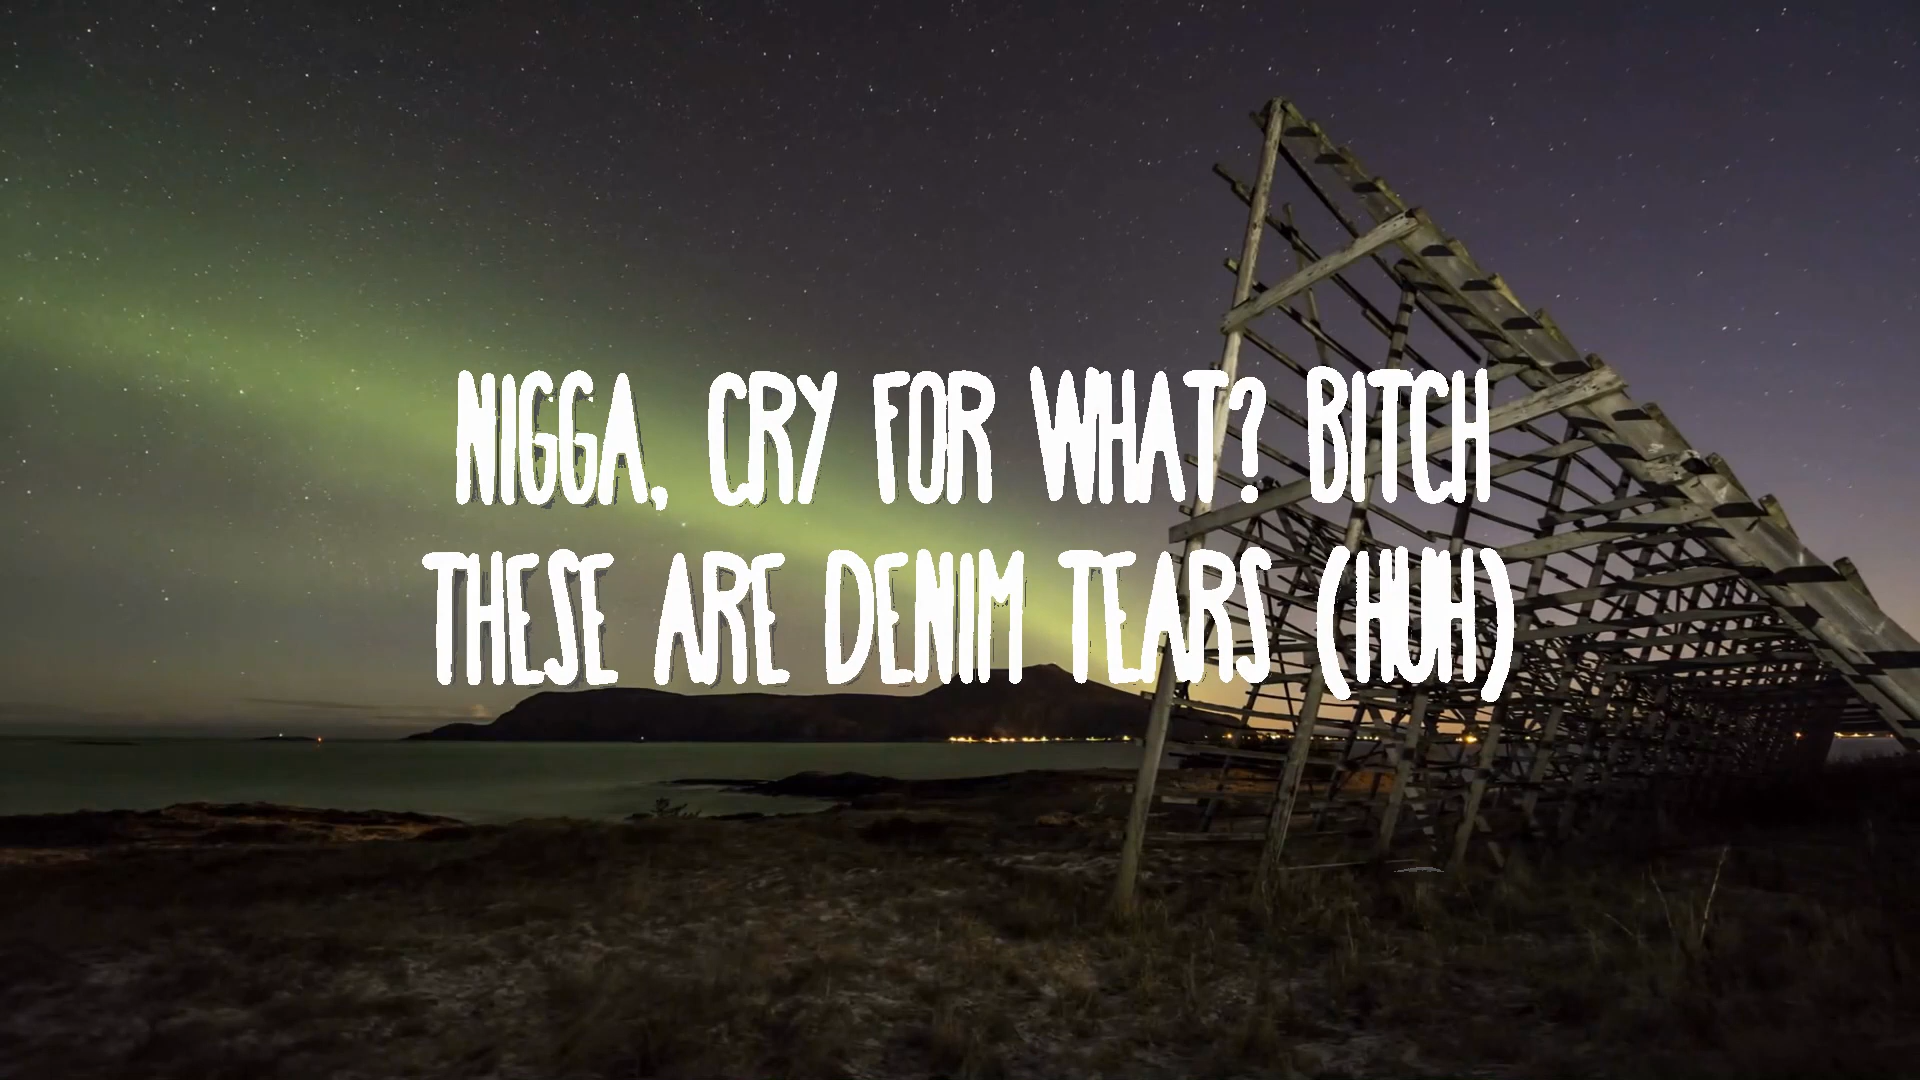 NIGGA, CRY FOR WHAT? BITCH
THESE ARE DENIM TEARS (HUH)